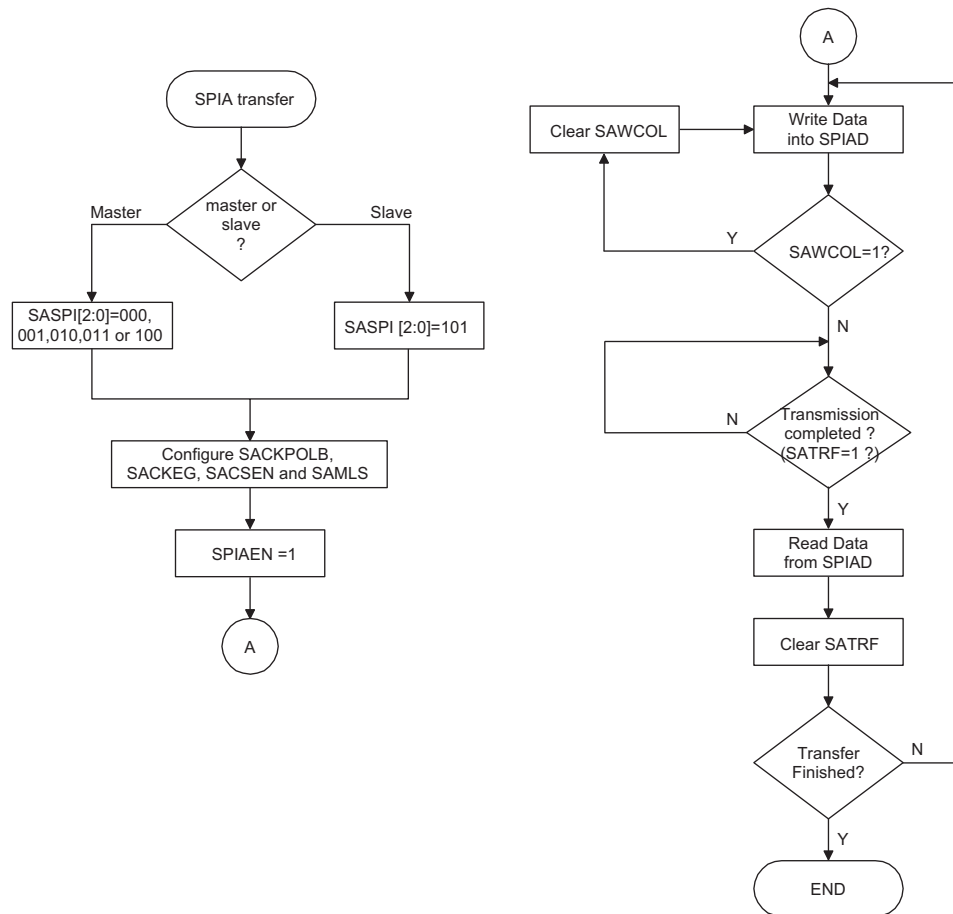 SPIA transfer
master or
slave
?
Master
Slave
SASPI[2:0]=000,
001,010,011 or 100
SASPI [2:0]=101
Configure SACKPOLB,
SACKEG, SACSEN and SAMLS
SPIAEN =1
A
A
Write Data
into SPIAD
Clear SAWCOL
Y
SAWCOL=1?
N
N
Transmission
completed ?
(SATRF=1 ?)
Y
Read Data
from SPIAD
Clear SATRF
Transfer
Finished?
N
Y
END